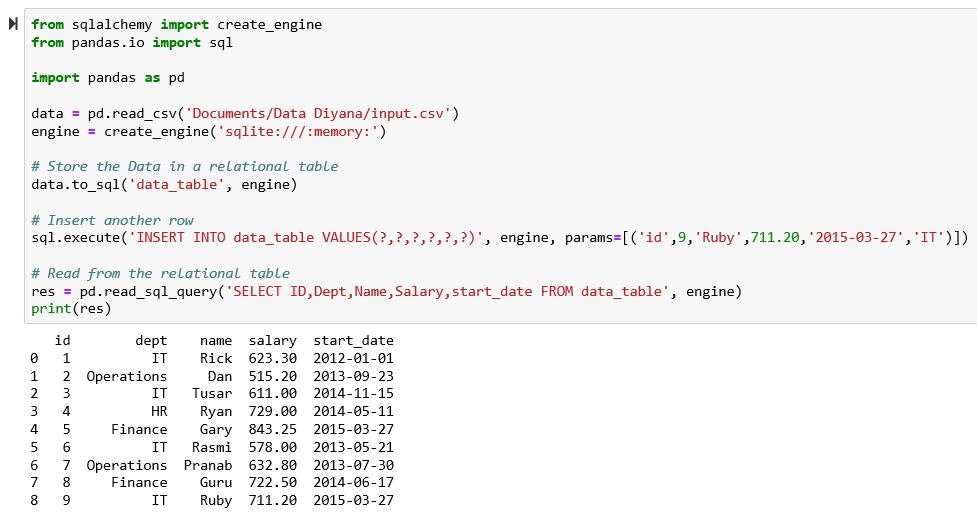 from sqlalchemy import create_engine
from pandas.io import sql
import pandas as pd
data = pd.read_csv('Documents/Data Diyana/input.csv')
engine = create_engine('sqlite:///:memory:')
# Store the Data in a relational table
data.to_sql('data_table', engine)
# Insert another row
sql.execute('INSERT INTO data_table VALUES(?,?,?,?,?,?)', engine, params=[('id',9,'Ruby',711.20,'2015-03-27','IT')])
# Read from the relational table
res = pd.read_sql_query('SELECT ID,Dept,Name,Salary,start_date FROM data_table', engine)
print(res)
id dept name salary start_date
0 1 IT Rick 623.30 2012-01-01
1 2 Operations Dan 515.20 2013-09-23
2 3 IT Tusar 611.00 2014-11-15
3 4 HR Ryan 729.00 2014-05-11
4 5 Finance Gary 843.25 2015-03-27
5 6 IT Rasmi 578.00 2013-05-21
6 7 Operations Pranab 632.80 2013-07-30
7 8 Finance Guru 722.50 2014-06-17
8 9 IT Ruby 711.20 2015-03-27